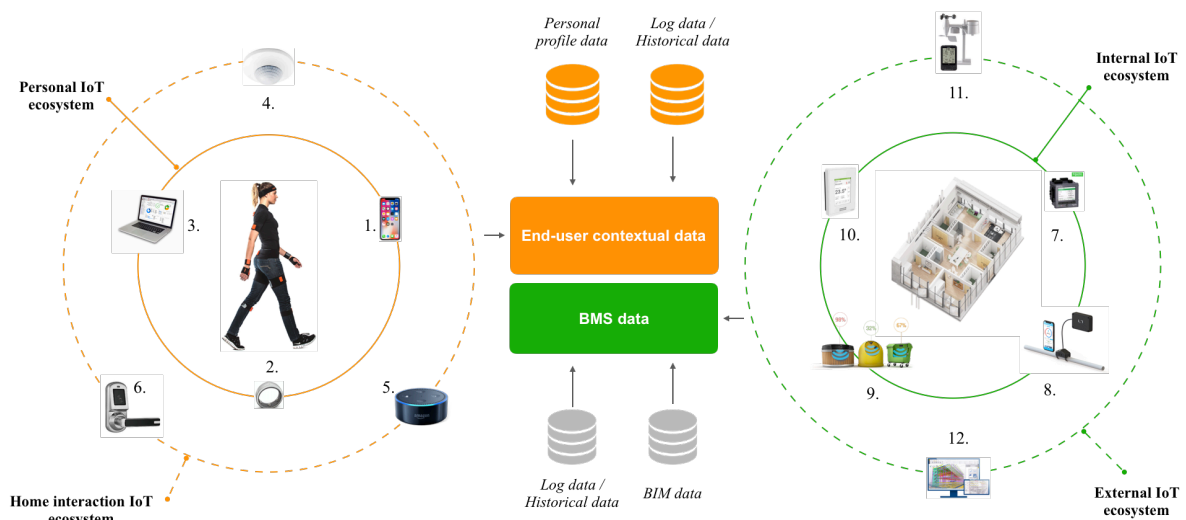 Personal
profile data
Log data /
Historical data
Personal IoT
ecosystem
Internal IoT
ecosystem
4.
11.
3.
1.
10.
7.
End-user contextual data
BMS data
2.
6.
5.
9.
8.
12.
Log data /
Historical data
BIM data
Home interaction IoT
ecosystem
External IoT
ecosystem